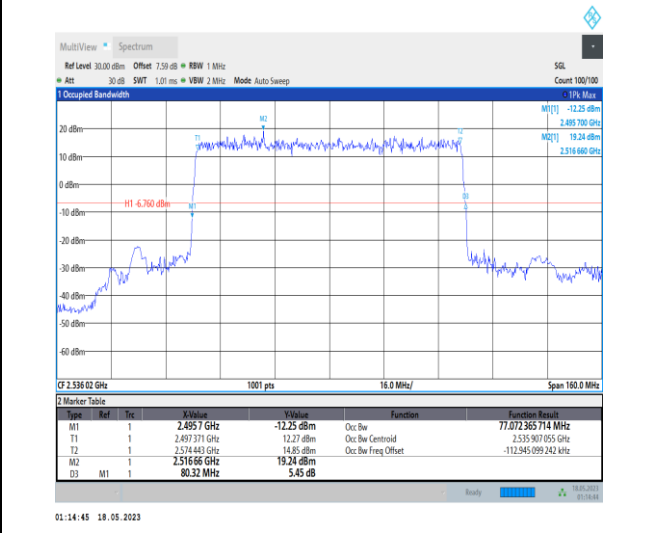 MultiView Spectrum
Ref Level 30.00 dBm Offset 7.59 dB RBW 1 MHz SGL
Att 30 dB SWT 1.01 ms VBW 2 MHz Mode Auto Sweep Count 100/100
1 Occupied Bandwidth 1Pk Max
M1[1] -12.25 dBm
2.495 700 GHz
M2[1] 19.24 dBm
2.516 660 GHz
M2
20 dBm
T1
10 dBm
0 dBm
D3
H1 -6.760 dBm
M1
-10 dBm
-20 dBm
-30 dBm
-40 dBm
-50 dBm
-60 dBm
CF 2.536 02 GHz 1001 pts 16.0 MHz/ Span 160.0 MHz
2 Marker Table
Type Ref Trc X-Value Y-Value Function Function Result
M1 1 2.4957 GHz -12.25 dBm Occ Bw 77.072 365 714 MHz
T1 1 2.497 371 GHz 12.27 dBm Occ Bw Centroid 2.535 907 055 GHz
T2 1 2.574 443 GHz 14.85 dBm Occ Bw Freq Offset -112.945 099 242 kHz
M2 1 2.516 66 GHz 19.24 dBm
D3 M1 1 80.32 MHz 5.45 dB
Ready 18.05.2023
01:14:44
01:14:45 18.05.2023